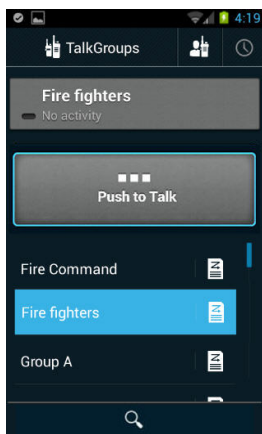 4:19
TalkGroups
Fire fighters
No activity
Push to Talk
Fire Command
Fire fighters
Group A